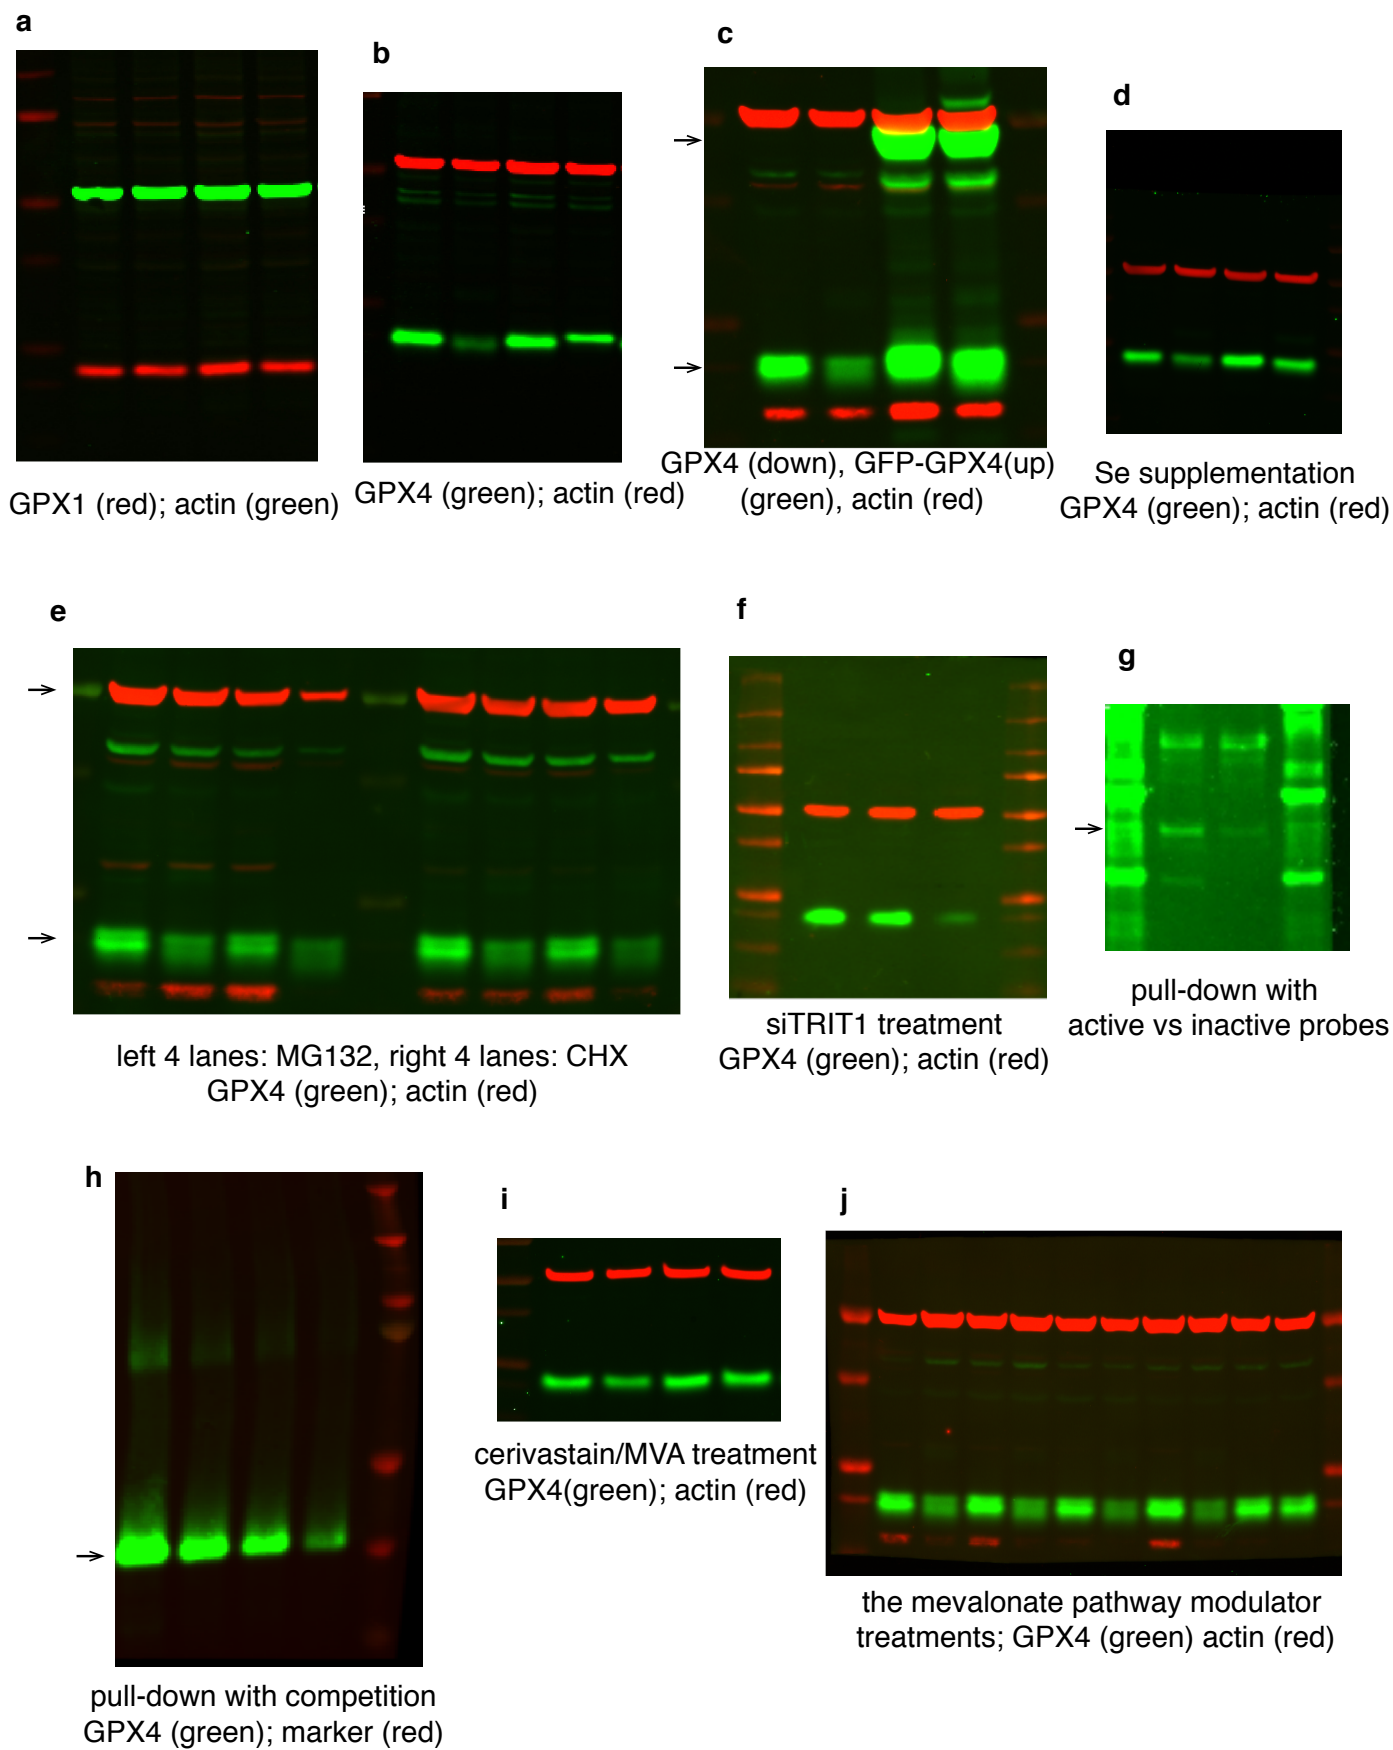 a
b
c
d
GPX1 (red); actin (green)
GPX4 (green); actin (red)
GPX4 (down), GFP-GPX4(up)
(green), actin (red)
Se supplementation
GPX4 (green); actin (red)
e
f
g
left 4 lanes: MG132, right 4 lanes: CHX
GPX4 (green); actin (red)
siTRIT1 treatment
GPX4 (green); actin (red)
pull-down with
active vs inactive probes
h
i
j
pull-down with competition
GPX4 (green); marker (red)
cerivastain/MVA treatment
GPX4(green); actin (red)
the mevalonate pathway modulator
treatments; GPX4 (green) actin (red)